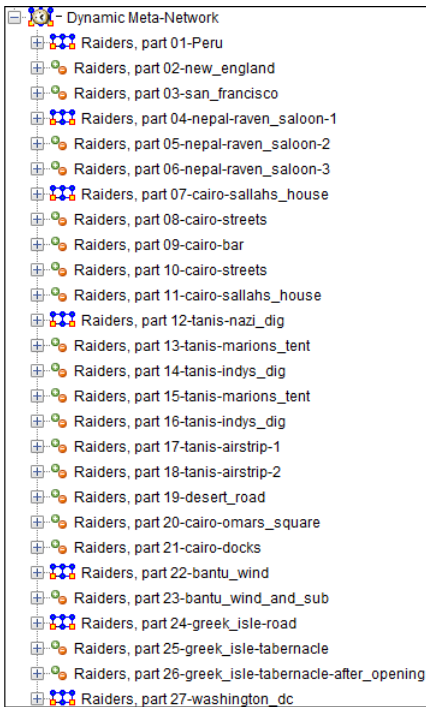 Dynamic Meta-Network
Raiders, part 01-Peru
Raiders, part 02-new_england
Raiders, part 03-san_francisco
Raiders, part 04-nepal-raven_saloon-1
Raiders, part 05-nepal-raven_saloon-2
Raiders, part 06-nepal-raven_saloon-3
Raiders, part 07-cairo-sallahs_house
Raiders, part 08-cairo-streets
Raiders, part 09-cairo-bar
Raiders, part 10-cairo-streets
Raiders, part 11-cairo-sallahs_house
Raiders, part 12-tanis-nazi_dig
Raiders, part 13-tanis-marions_tent
Raiders, part 14-tanis-indys_dig
Raiders, part 15-tanis-marions_tent
Raiders, part 16-tanis-indys_dig
Raiders, part 17-tanis-airstrip-1
Raiders, part 18-tanis-airstrip-2
Raiders, part 19-desert_road
Raiders, part 20-cairo-omars_square
Raiders, part 21-cairo-docks
Raiders, part 22-bantu_wind
Raiders, part 23-bantu_wind_and_sub
Raiders, part 24-greek_isle-road
Raiders, part 25-greek_isle-tabernacle
Raiders, part 26-greek_isle-tabernacle-after_opening
Raiders, part 27-washington_dc